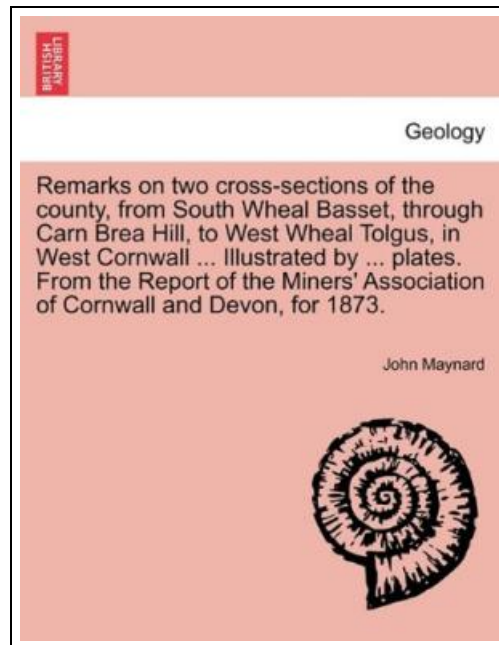 BRITISH
LIBRARY
Geology
Remarks on two cross-sections of the
county, from South Wheal Basset, through
Carn Brea Hill, to West Wheal Tolgus, in
West Cornwall ... Illustrated by ... plates.
From the Report of the Miners' Association
of Cornwall and Devon, for 1873.
John Maynard